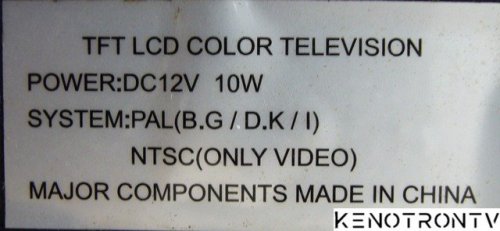 TFT LCD COLOR TELEVISION
POWER:DC12V 10W
SYSTEM:PAL(B.G / D.K / I)
NTSC(ONLY VIDEO)
MAJOR COMPONENTS MADE IN CHINA
KENOTRONTV